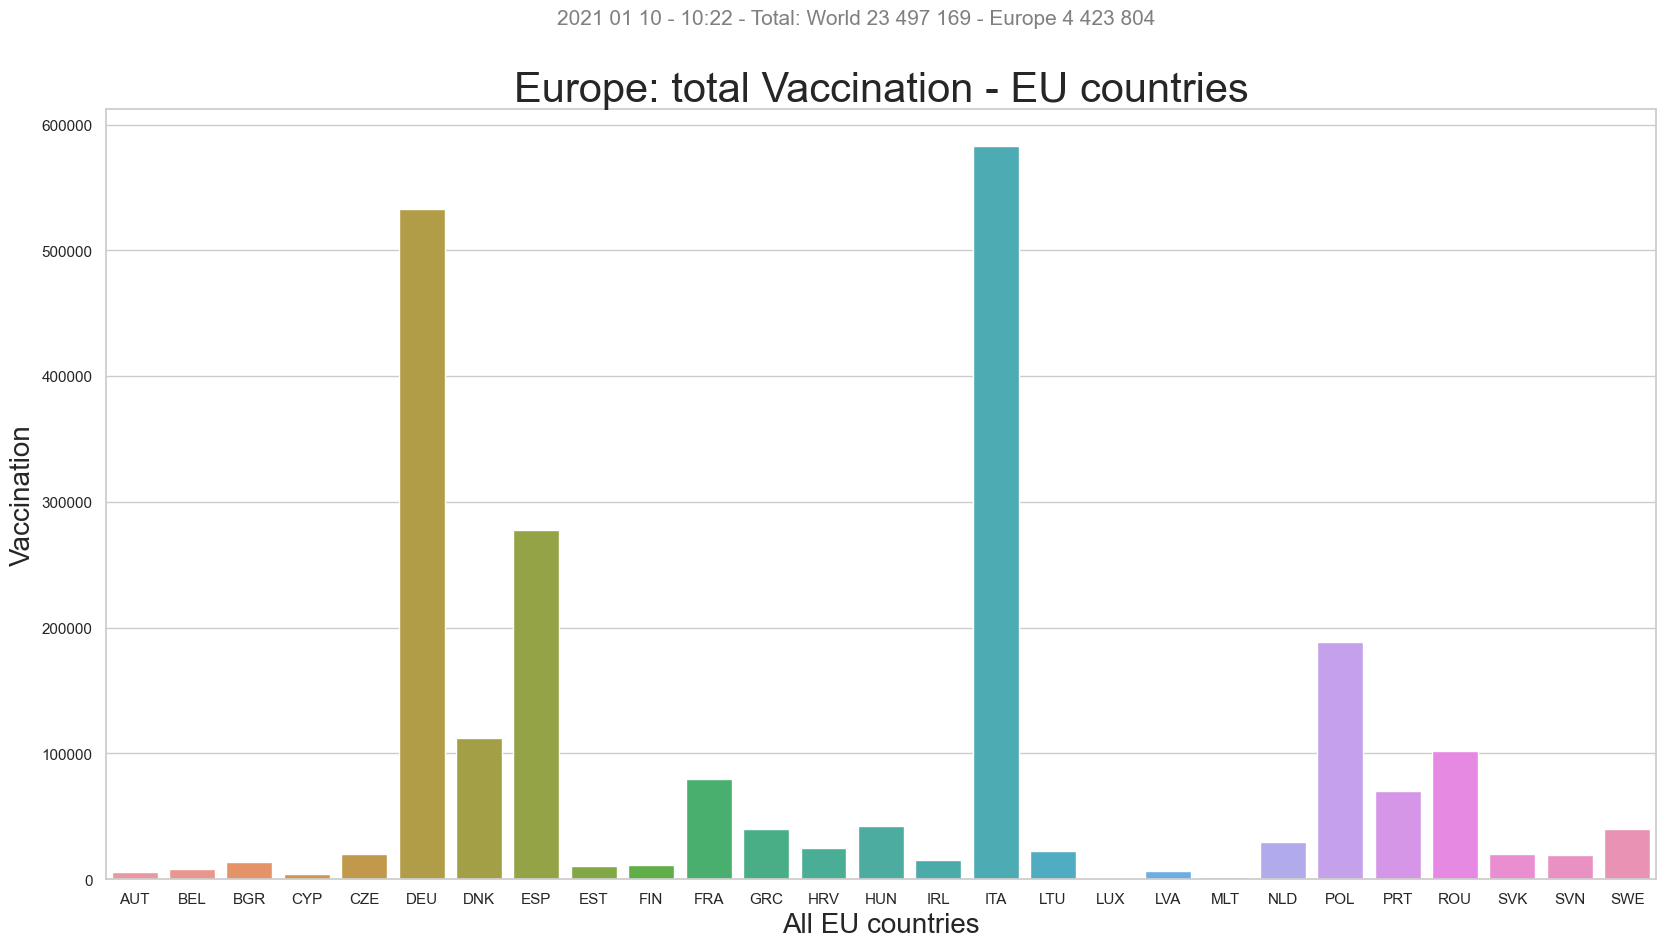 2021 01 10 - 10:22 - Total: World 23 497 169 - Europe 4 423 804
Europe: total Vaccination - EU countries
600000
500000
400000
300000
200000
100000
0
Vaccination
AUT BEL BGR CYP CZE DEU DNK ESP EST FIN FRA GRC HRV HUN IRL ITA LTU LUX LVA MLT NLD POL PRT ROU SVK SVN SWE
All EU countries